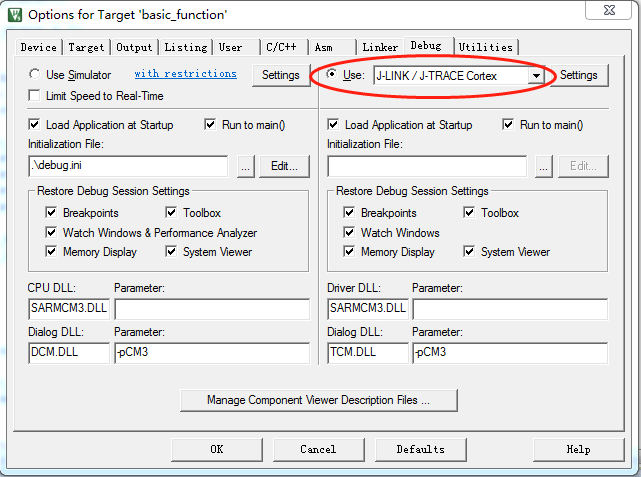 Options for Target 'basic_function'
Device Target Output Listing User C/C++ Asm Linker Debug Utilities
Use Simulator with restrictions Settings
Limit Speed to Real-Time
Use: J-LINK / J-TRACE Cortex Settings
Load Application at Startup Run to main()
Initialization File:
.\debug.ini ... Edit...
Restore Debug Session Settings
Breakpoints Toolbox
Watch Windows & Performance Analyzer
Memory Display System Viewer
CPU DLL: Parameter:
SARMCM3.DLL
Dialog DLL: Parameter:
DCM.DLL -pCM3
Load Application at Startup Run to main()
Initialization File:
... Edit...
Restore Debug Session Settings
Breakpoints Toolbox
Watch Windows
Memory Display System Viewer
Driver DLL: Parameter:
SARMCM3.DLL
Dialog DLL: Parameter:
TCM.DLL -pCM3
Manage Component Viewer Description Files ...
OK Cancel Defaults Help